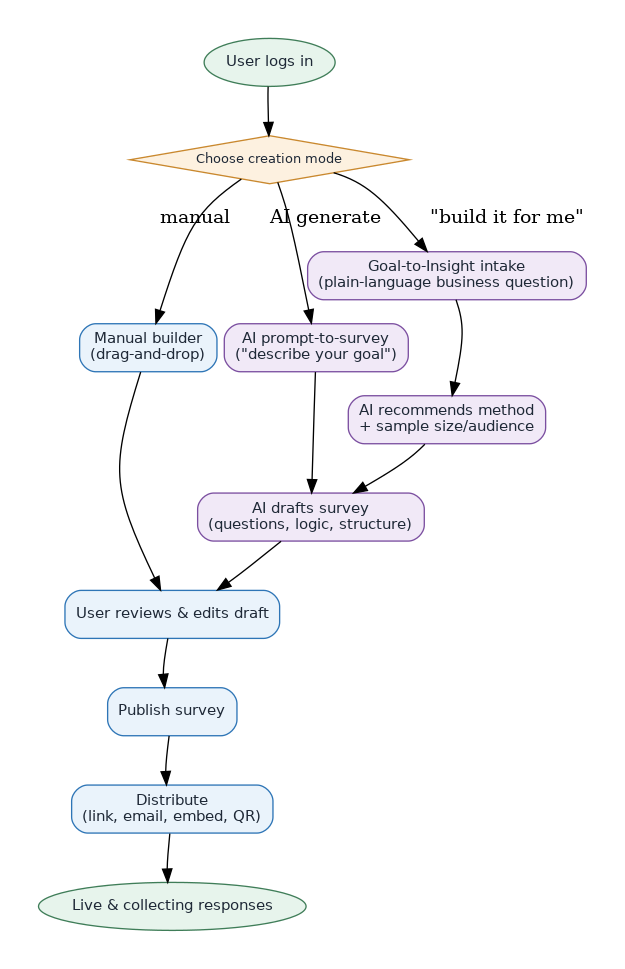 User logs in
Choose creation mode
manual
AI generate
"build it for me"
Goal-to-Insight intake
(plain-language business question)
Manual builder
(drag-and-drop)
AI prompt-to-survey
("describe your goal")
AI recommends method
+ sample size/audience
AI drafts survey
(questions, logic, structure)
User reviews & edits draft
Publish survey
Distribute
(link, email, embed, QR)
Live & collecting responses